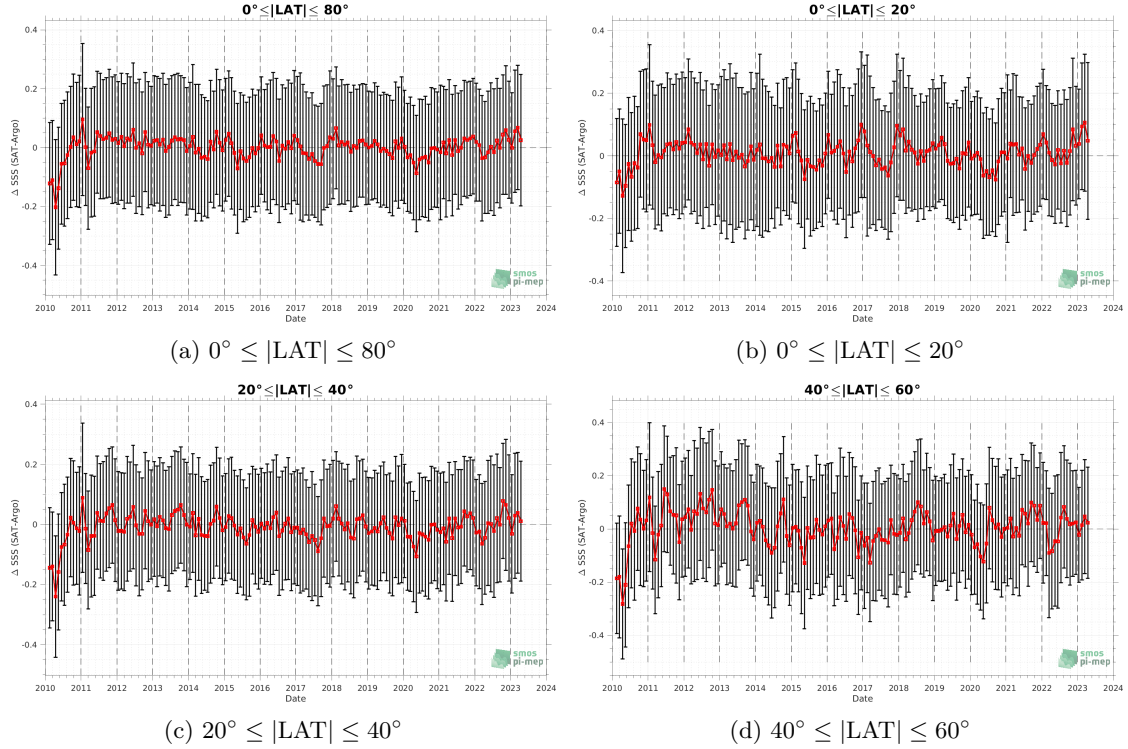 0°≤|LAT|≤ 80°
Δ SSS (SAT-Argo)
0.4
0.2
0
-0.2
-0.4
2010 2011 2012 2013 2014 2015 2016 2017 2018 2019 2020 2021 2022 2023 2024
Date
smos
pi-mep
(a) 0° ≤ |LAT| ≤ 80°
0°≤|LAT|≤ 20°
Δ SSS (SAT-Argo)
0.4
0.2
0
-0.2
-0.4
2010 2011 2012 2013 2014 2015 2016 2017 2018 2019 2020 2021 2022 2023 2024
Date
smos
pi-mep
(b) 0° ≤ |LAT| ≤ 20°
20°≤|LAT|≤ 40°
Δ SSS (SAT-Argo)
0.4
0.2
0
-0.2
-0.4
2010 2011 2012 2013 2014 2015 2016 2017 2018 2019 2020 2021 2022 2023 2024
Date
smos
pi-mep
(c) 20° ≤ |LAT| ≤ 40°
40°≤|LAT|≤ 60°
Δ SSS (SAT-Argo)
0.4
0.2
0
-0.2
-0.4
2010 2011 2012 2013 2014 2015 2016 2017 2018 2019 2020 2021 2022 2023 2024
Date
smos
pi-mep
(d) 40° ≤ |LAT| ≤ 60°